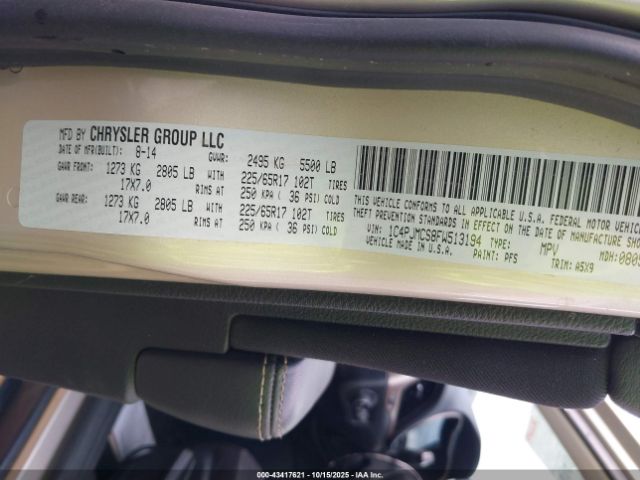 MFD BY CHRYSLER GROUP LLC
DATE OF MFR(BUILT): 8-14 GVWR: 2495 KG 5500 LB
GAWR FRONT: 1273 KG 2805 LB WITH 225/65R17 102T TIRES
17X7.0 RIMS AT 250 KPA ( 36 PSI) COLD
GAWR REAR: 1273 KG 2805 LB WITH 225/65R17 102T TIRES
17X7.0 RIMS AT 250 KPA ( 36 PSI) COLD
THIS VEHICLE CONFORMS TO ALL APPLICABLE U.S.A. FEDERAL MOTOR VEHICLE
PREVENTION STANDARDS IN EFFECT ON THE DATE OF MANUFACTURE
VIN: 1C4PJMCS8FW513194 TYPE: MPV MDH:0805
VEHICLE MADE IN U.S.A. PAINT: PFS TRIM: A5X9
000-43417621 - 10/15/2025 - IAA Inc.